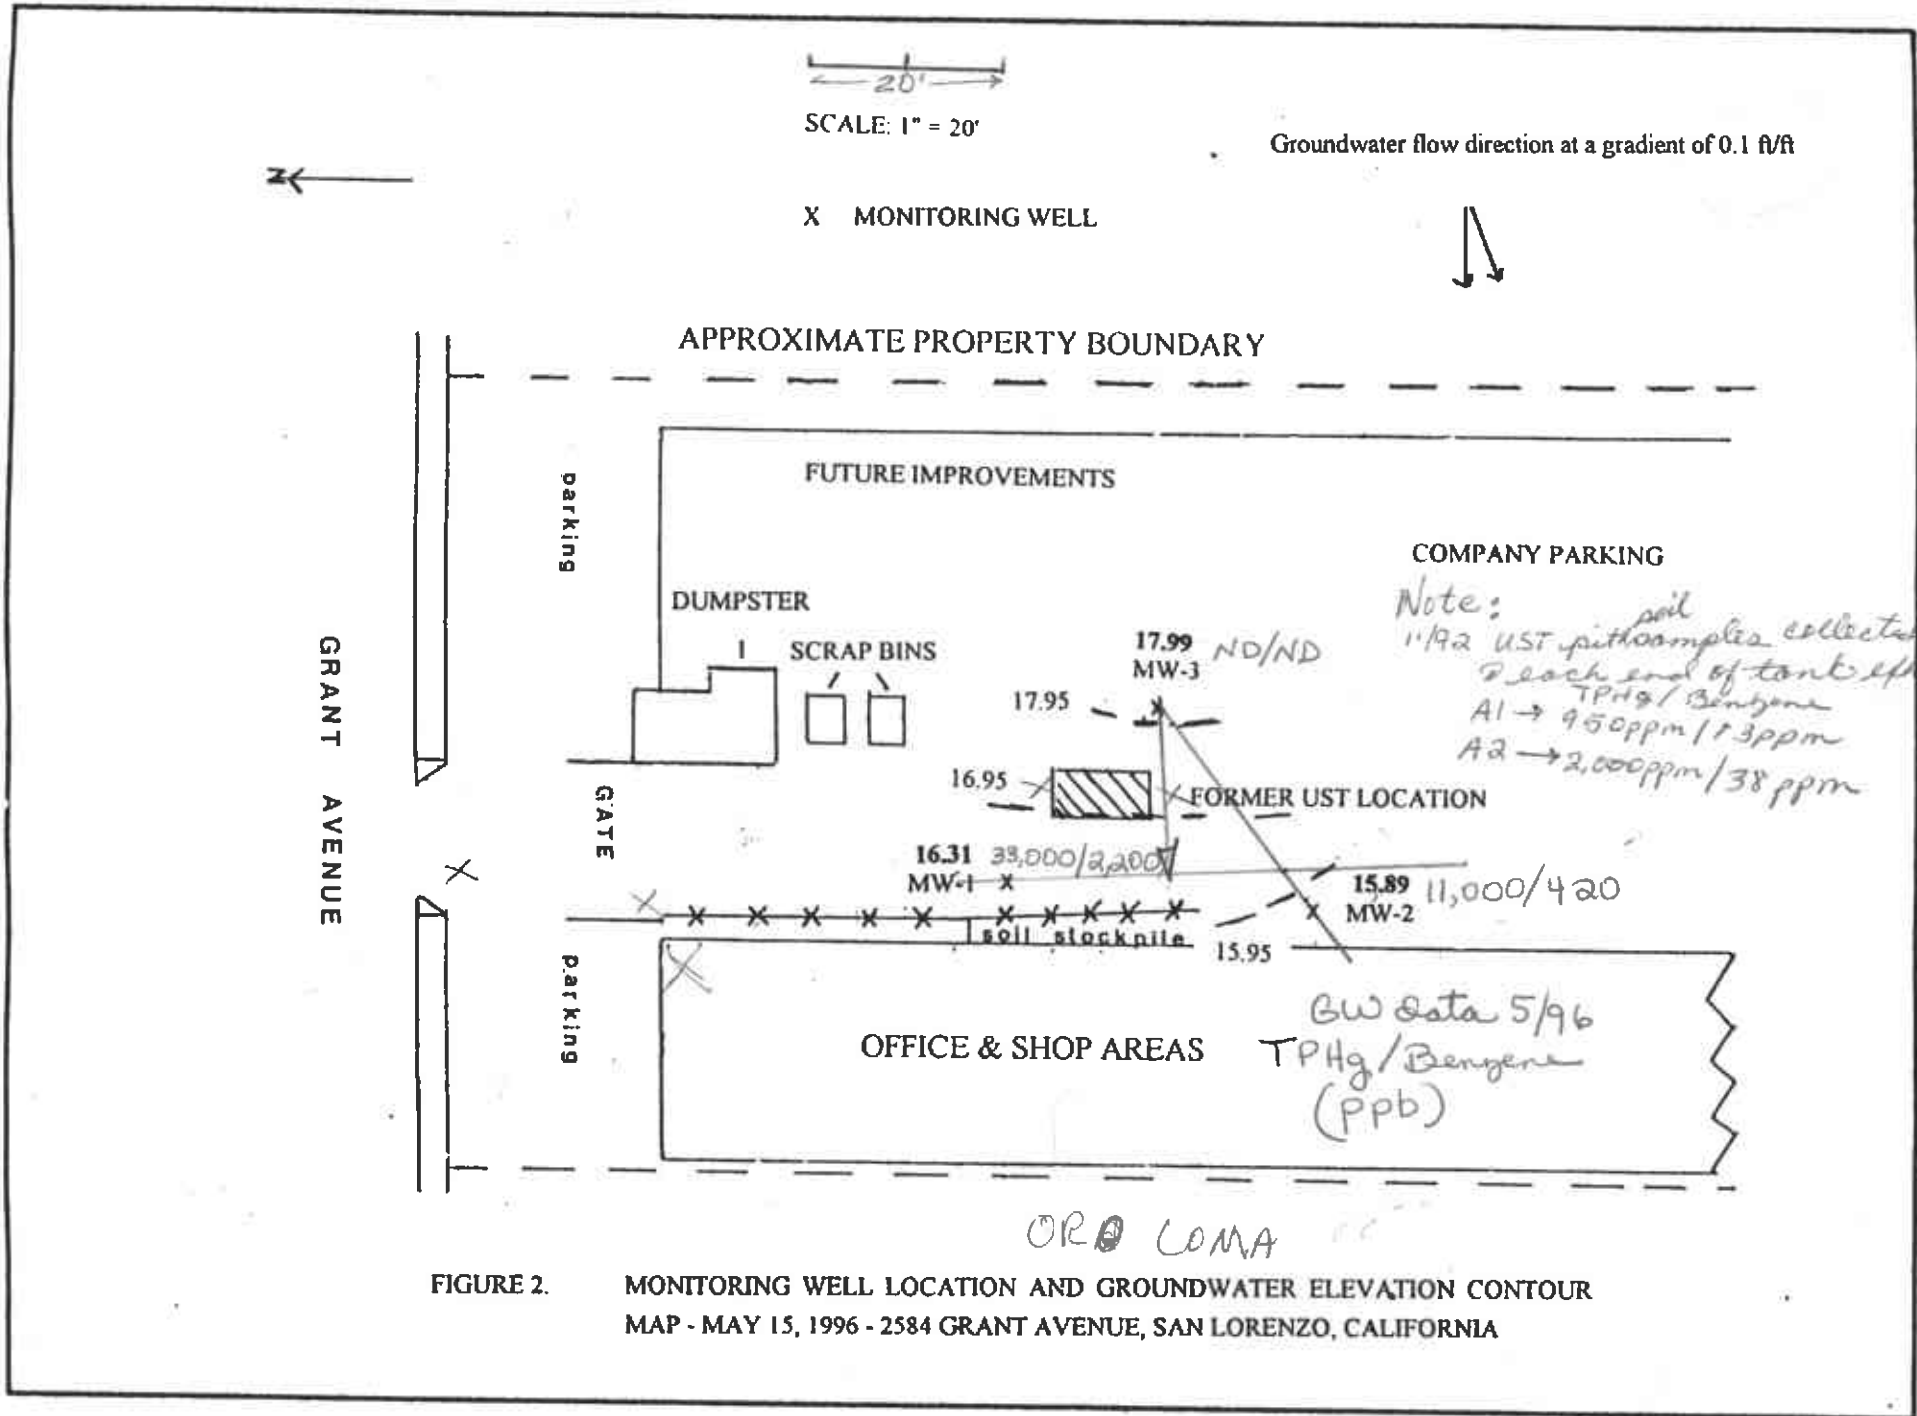 20'
SCALE: 1" = 20'
Groundwater flow direction at a gradient of 0.1 ft/ft
N
X MONITORING WELL
APPROXIMATE PROPERTY BOUNDARY
parking
FUTURE IMPROVEMENTS
COMPANY PARKING
Note:
soil
11/92 UST pit samples
each end of tank
TPHg / Benzene
A1 → 950ppm / 13ppm
A2 → 2,000ppm / 38 ppm
DUMPSTER
SCRAP BINS
17.99 ND/ND
MW-3
17.95
16.95
FORMER UST LOCATION
GRANT AVENUE
GATE
16.31 33,000/2,200
MW-1 X
15.89 11,000/420
MW-2
soil stockpile
15.95
parking
OFFICE & SHOP AREAS
GW data 5/96
TPHg / Benzene
(ppb)
ORO LOMA
FIGURE 2. MONITORING WELL LOCATION AND GROUNDWATER ELEVATION CONTOUR
MAP - MAY 15, 1996 - 2584 GRANT AVENUE, SAN LORENZO, CALIFORNIA